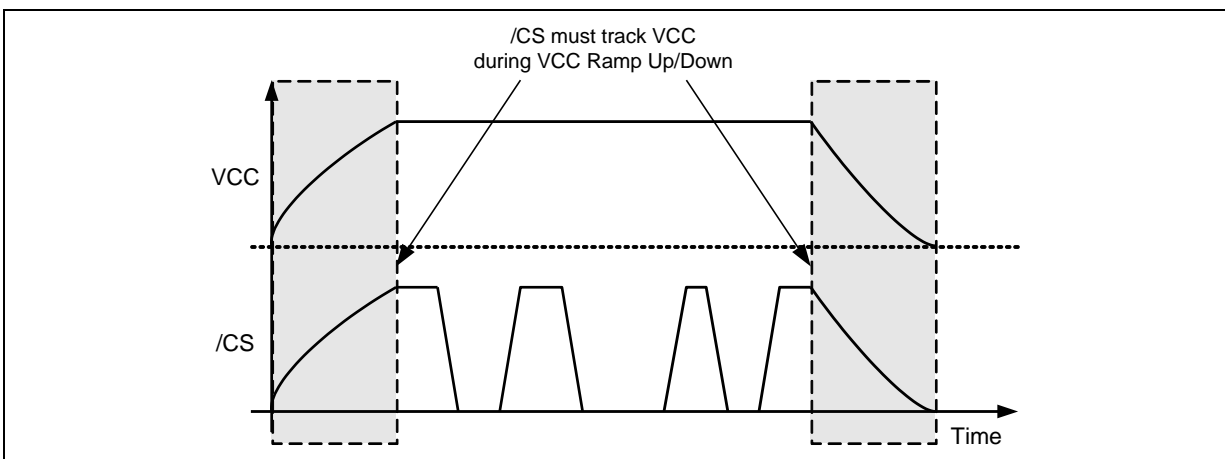 /CS must track VCC
during VCC Ramp Up/Down
VCC
/CS
Time